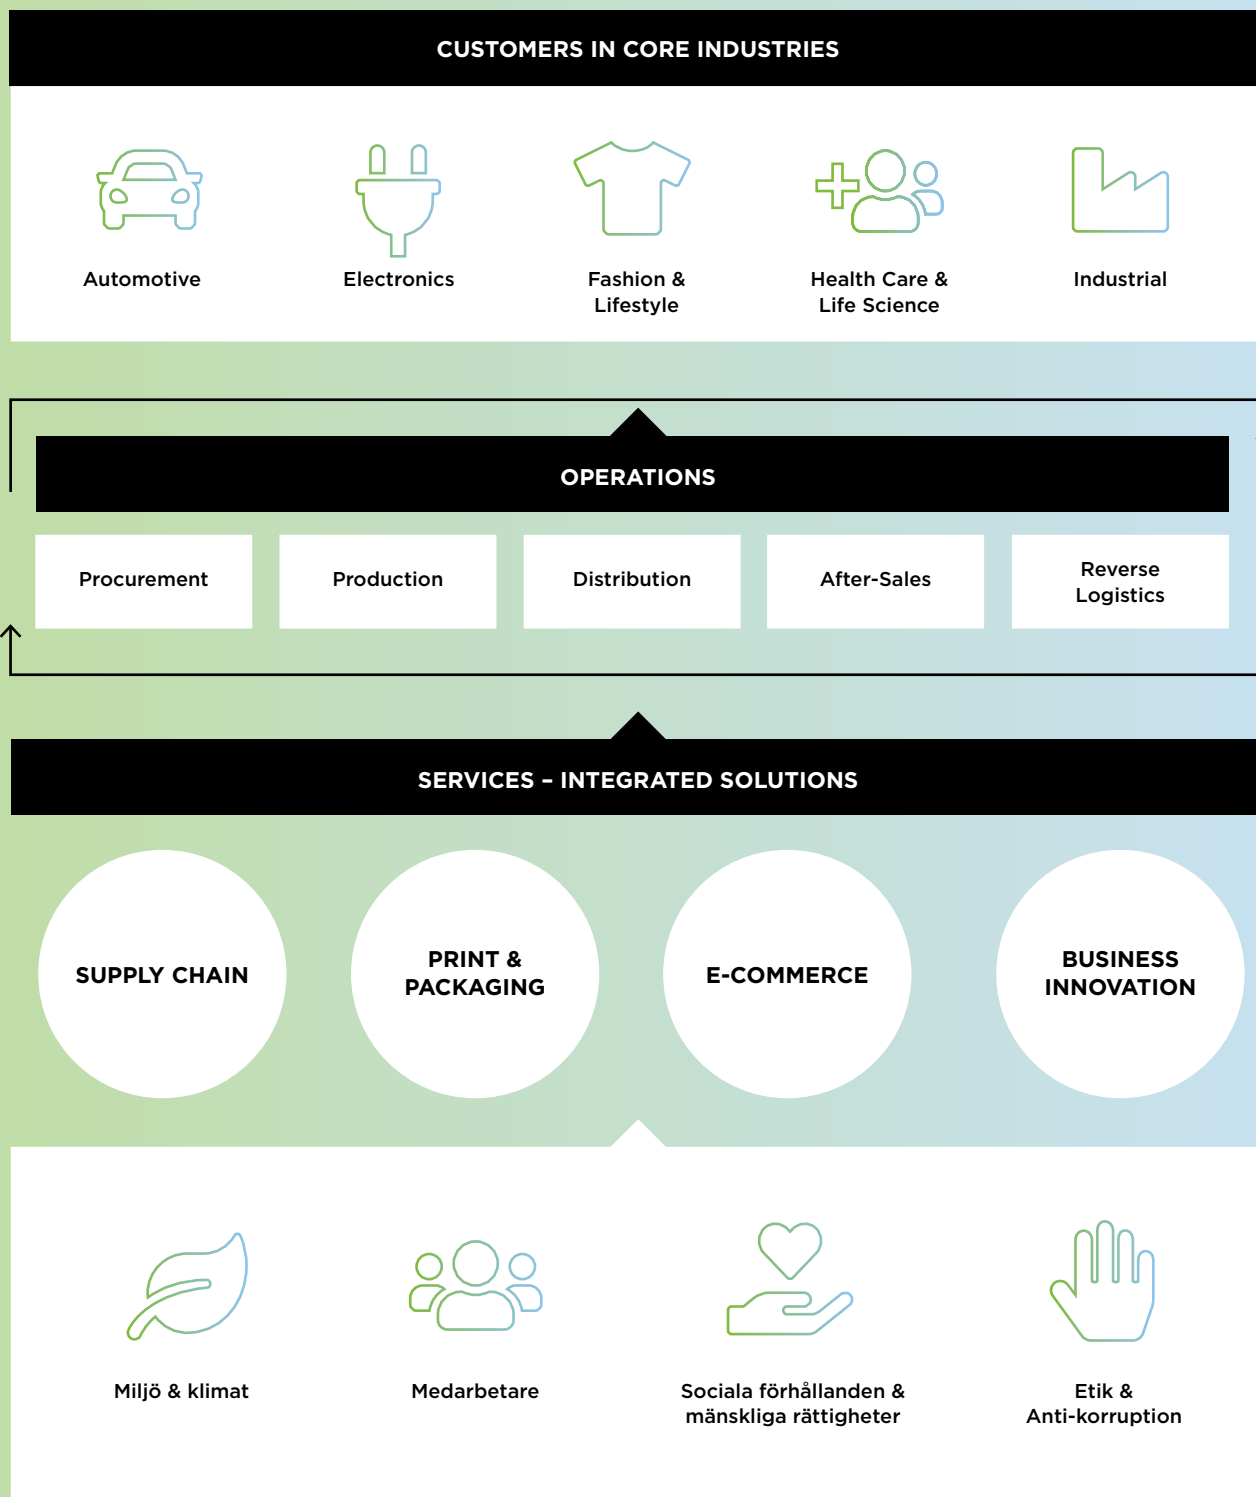 CUSTOMERS IN CORE INDUSTRIES
Automotive
Electronics
Fashion &
Lifestyle
Health Care &
Life Science
Industrial
OPERATIONS
Procurement
Production
Distribution
After-Sales
Reverse
Logistics
SERVICES – INTEGRATED SOLUTIONS
SUPPLY CHAIN
PRINT &
PACKAGING
E-COMMERCE
BUSINESS
INNOVATION
Miljö & klimat
Medarbetare
Sociala förhållanden &
mänskliga rättigheter
Etik &
Anti-korruption